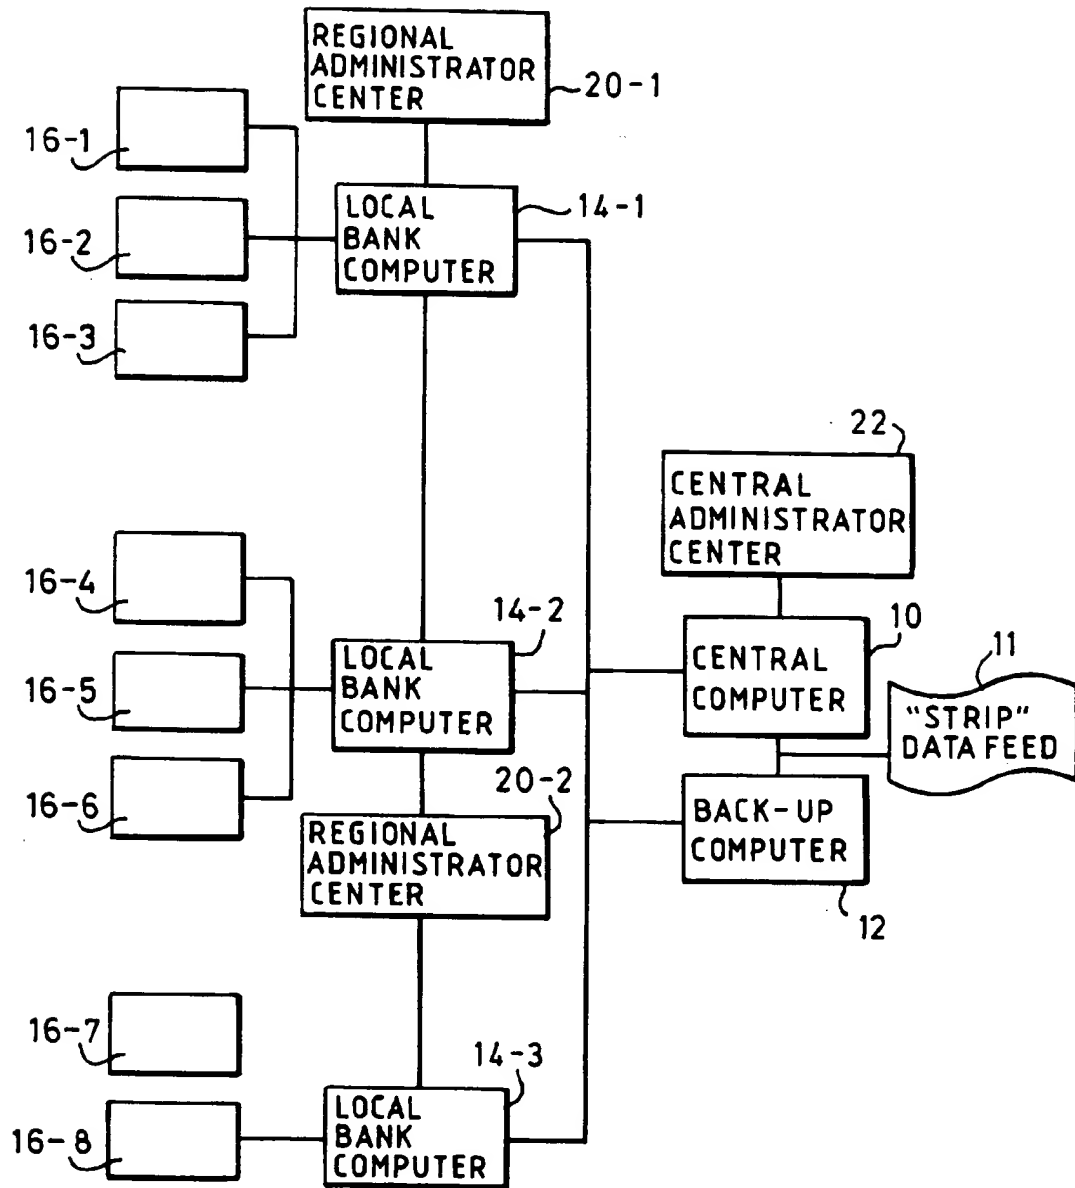 REGIONAL
ADMINISTRATOR
CENTER
20-1
16-1
LOCAL
BANK
COMPUTER
14-1
16-2
16-3
22
CENTRAL
ADMINISTRATOR
CENTER
16-4
14-2
10
LOCAL
BANK
COMPUTER
CENTRAL
COMPUTER
11
"STRIP"
DATA FEED
16-5
16-6
20-2
REGIONAL
ADMINISTRATOR
CENTER
BACK-UP
COMPUTER
12
16-7
14-3
LOCAL
BANK
COMPUTER
16-8